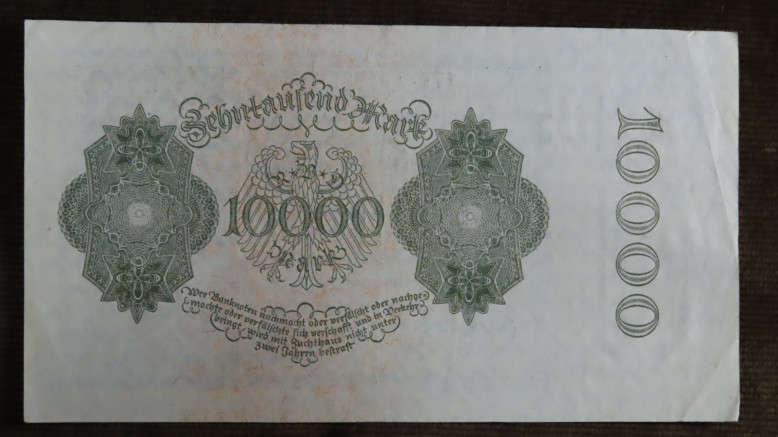 Zehntausend Mark
10000
Mark
Wer Banknoten nachmacht oder verfälscht oder nachge-
machte oder verfälschte sich verschafft und in Verkehr
bringt, wird mit Zuchthaus nicht unter
zwei Jahren bestraft
10000